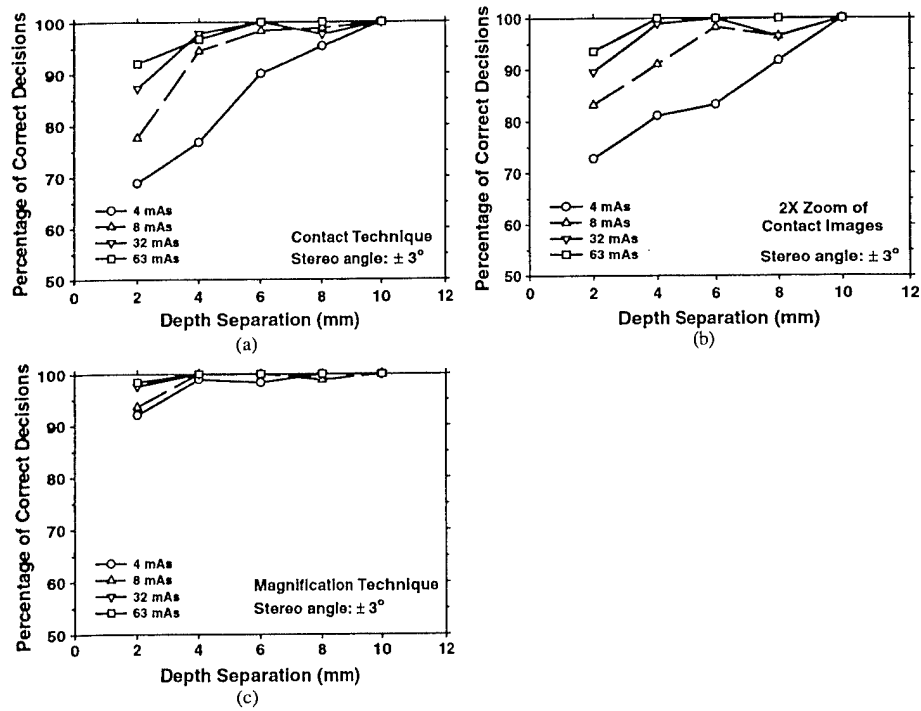 100
90
80
70
60
50
Percentage of Correct Decisions
4 mAs
8 mAs
32 mAs
63 mAs
Contact Technique
Stereo angle: ± 3°
0 2 4 6 8 10 12
Depth Separation (mm)
(a)
100
90
80
70
60
50
Percentage of Correct Decisions
4 mAs
8 mAs
32 mAs
63 mAs
2X Zoom of
Contact Images
Stereo angle: ± 3°
0 2 4 6 8 10 12
Depth Separation (mm)
(b)
100
90
80
70
60
50
Percentage of Correct Decisions
4 mAs
8 mAs
32 mAs
63 mAs
Magnification Technique
Stereo angle: ± 3°
0 2 4 6 8 10 12
Depth Separation (mm)
(c)